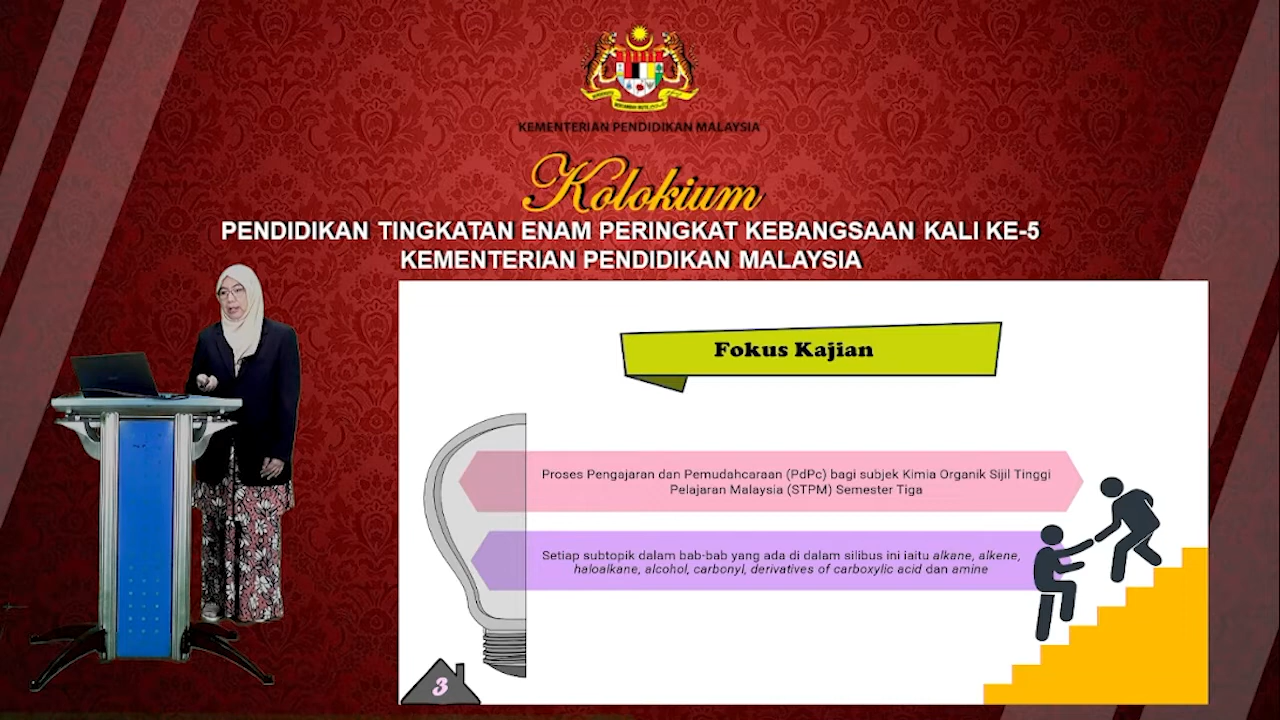 KEMENTERIAN PENDIDIKAN MALAYSIA
Kolokium
PENDIDIKAN TINGKATAN ENAM PERINGKAT KEBANGSAAN KALI KE-5
KEMENTERIAN PENDIDIKAN MALAYSIA
Fokus Kajian
Proses Pengajaran dan Pemudahcaraan (PdPc) bagi subjek Kimia Organik Sijil Tinggi
Pelajaran Malaysia (STPM) Semester Tiga
Setiap subtopik dalam bab-bab yang ada di dalam silibus ini iaitu alkane, alkene,
haloalkane, alcohol, carbonyl, derivatives of carboxylic acid dan amine
3